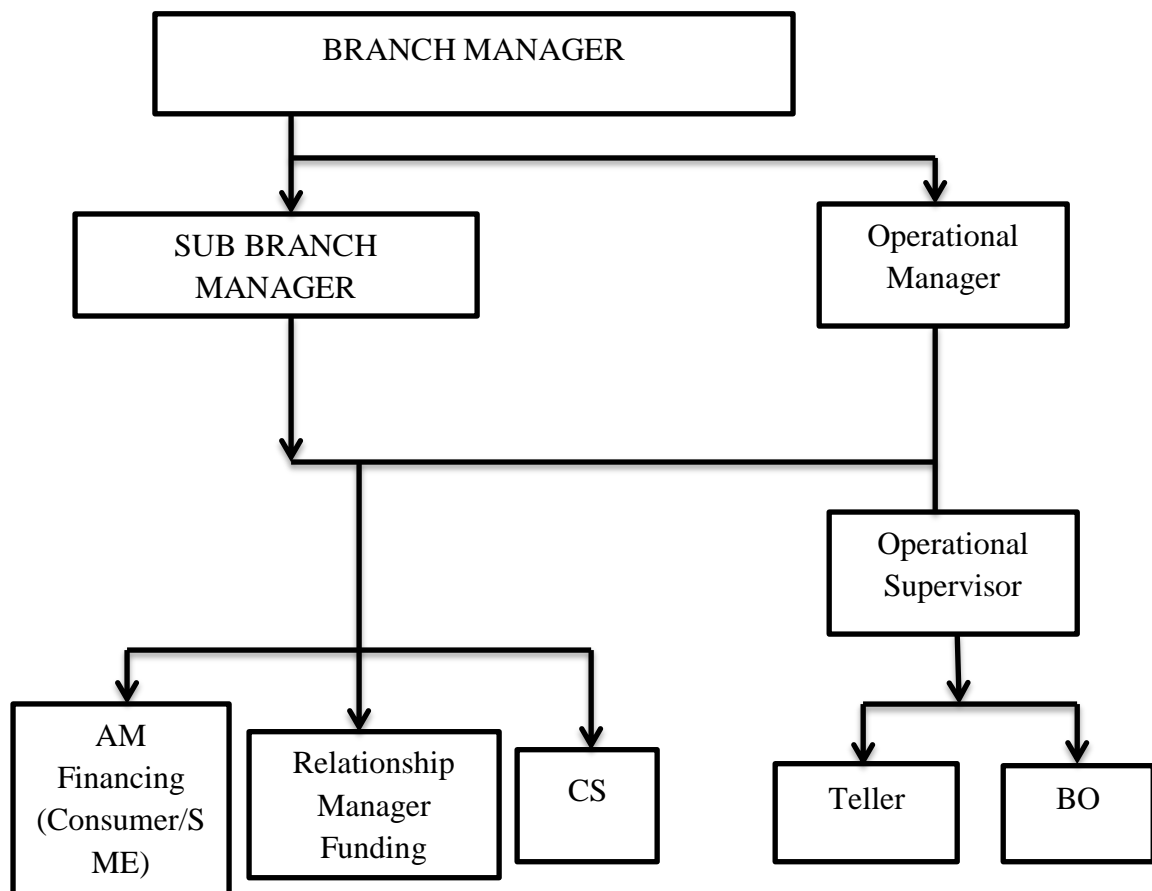 BRANCH MANAGER
SUB BRANCH
MANAGER
Operational
Manager
Operational
Supervisor
AM
Financing
(Consumer/S
ME)
Relationship
Manager
Funding
CS
Teller
BO